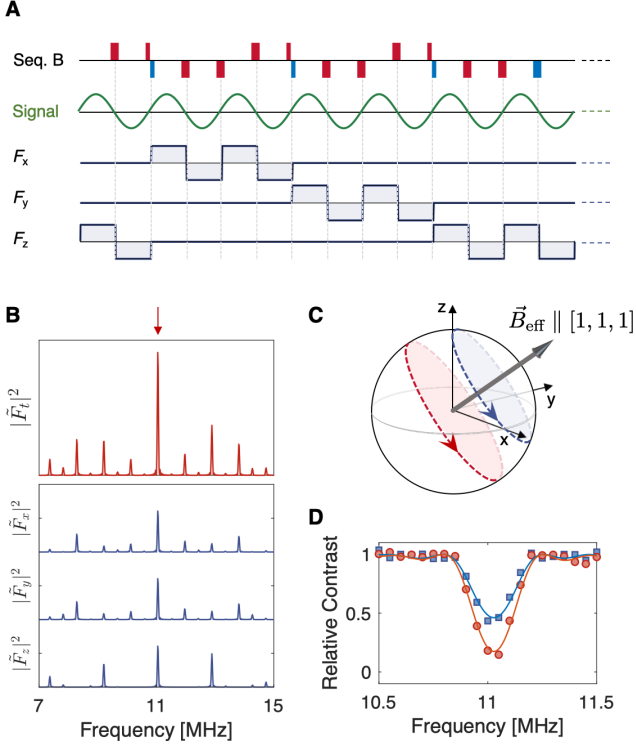 A
Seq. B
Signal
Fx
Fy
Fz
B
|F̃t|²
|F̃x|²
|F̃y|²
|F̃z|²
7 11 15
Frequency [MHz]
C
z
B⃗eff ∥ [1, 1, 1]
y
x
D
Relative Contrast
1
0.5
0
10.5 11 11.5
Frequency [MHz]